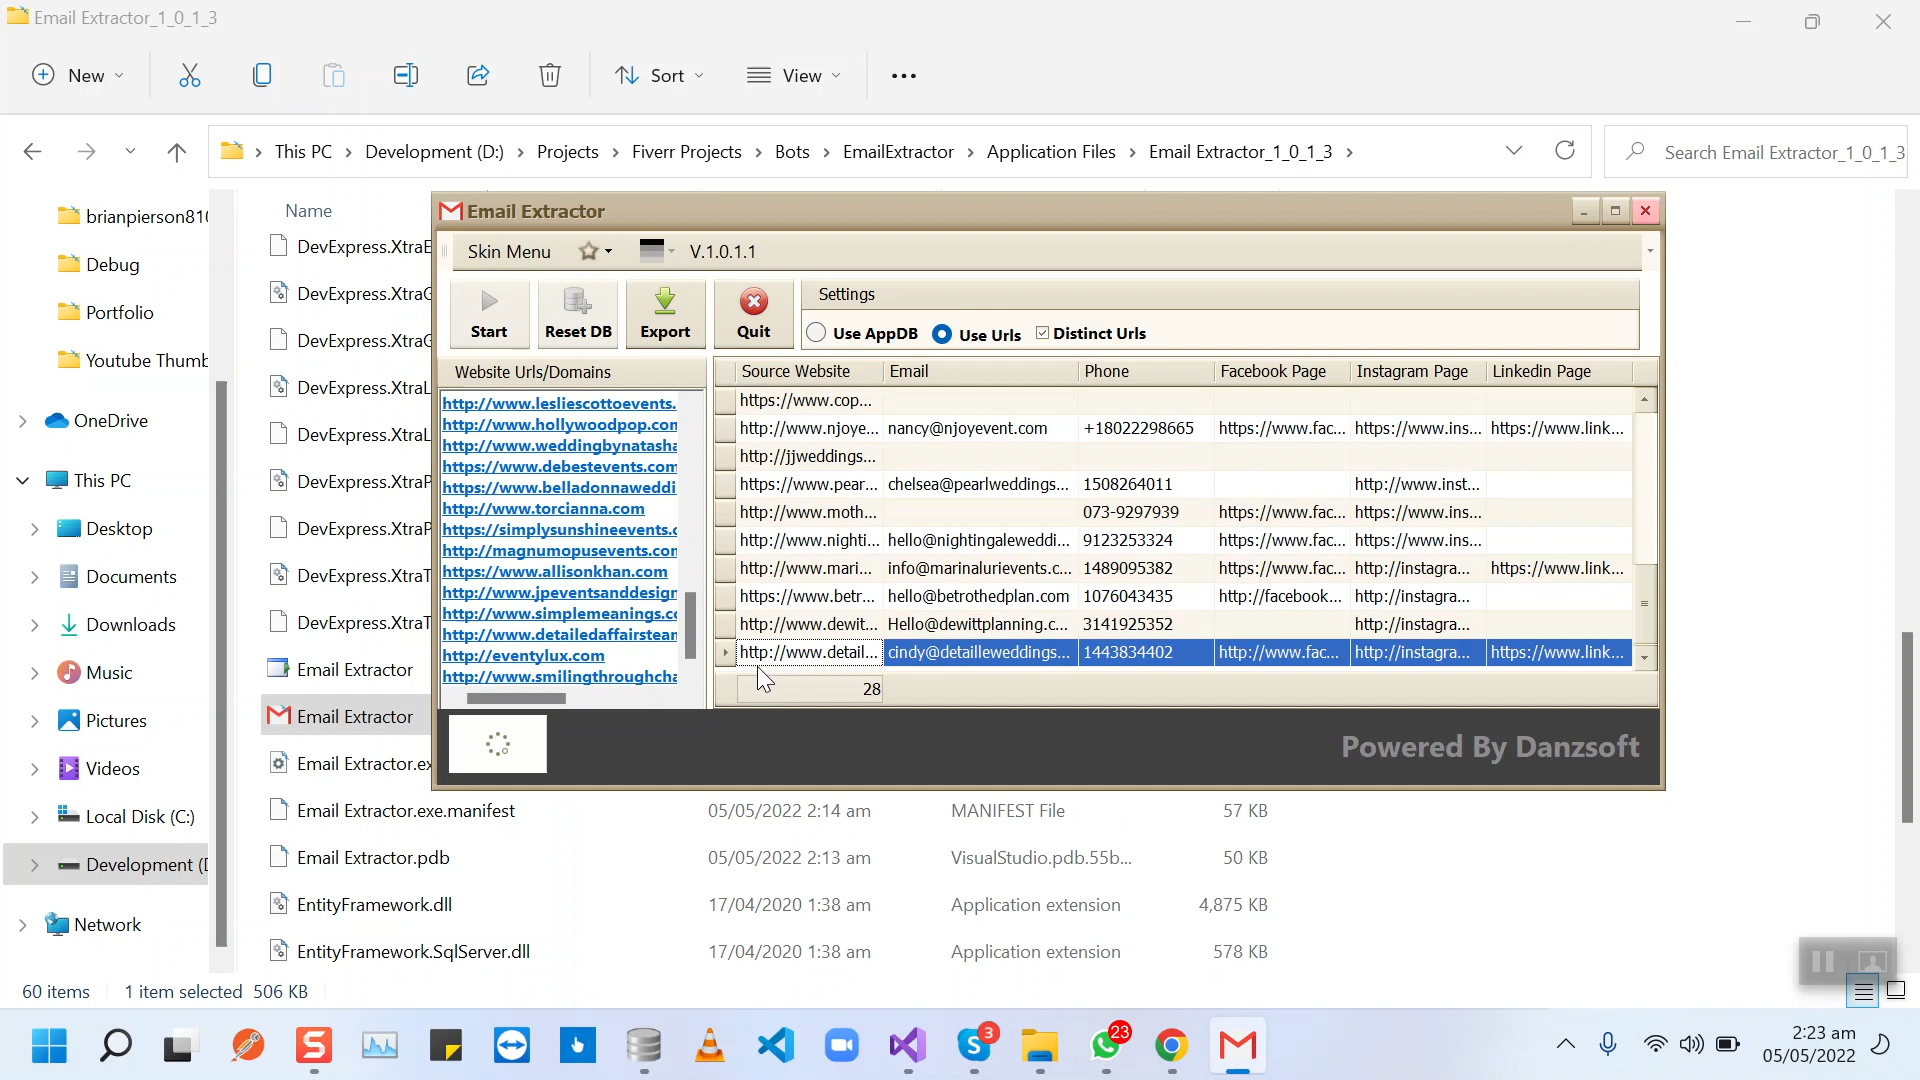 Email Extractor_1_0_1_3
New
Sort
View
This PC > Development (D:) > Projects > Fiverr Projects > Bots > EmailExtractor > Application Files > Email Extractor_1_0_1_3 >
Search Email Extractor_1_0_1_3
brianpierson810
Debug
Portfolio
Youtube Thumb
OneDrive
This PC
Desktop
Documents
Downloads
Music
Pictures
Videos
Local Disk (C:)
Development (D
Network
Name
DevExpress.XtraE
DevExpress.XtraG
DevExpress.XtraG
DevExpress.XtraL
DevExpress.XtraL
DevExpress.XtraP
DevExpress.XtraP
DevExpress.XtraT
DevExpress.XtraT
Email Extractor
Email Extractor
Email Extractor.ex
Email Extractor.exe.manifest 05/05/2022 2:14 am MANIFEST File 57 KB
Email Extractor.pdb 05/05/2022 2:13 am VisualStudio.pdb.55b... 50 KB
EntityFramework.dll 17/04/2020 1:38 am Application extension 4,875 KB
EntityFramework.SqlServer.dll 17/04/2020 1:38 am Application extension 578 KB
Email Extractor
Skin Menu V.1.0.1.1
Start
Reset DB
Export
Quit
Settings
Use AppDB Use Urls Distinct Urls
Website Urls/Domains
http://www.lesliescottoevents.
http://www.hollywoodpop.con
http://www.weddingbynatasha
https://www.debestevents.com
https://www.belladonnaweddi
http://www.torcianna.com
https://simplysunshineevents.c
http://magnumopusevents.con
https://www.allisonkhan.com
http://www.jpeventsanddesign
http://www.simplemeanings.co
http://www.detailedaffairstean
http://eventylux.com
http://www.smilingthroughcha
Source Website Email Phone Facebook Page Instagram Page Linkedin Page
https://www.cop...
http://www.njoye... nancy@njoyevent.com +18022298665 https://www.fac... https://www.ins... https://www.link...
http://jjweddings...
https://www.pear... chelsea@pearlweddings... 1508264011 http://www.inst...
http://www.moth... 073-9297939 https://www.fac... https://www.ins...
http://www.nighti... hello@nightingaleweddi... 9123253324 https://www.fac... https://www.ins...
http://www.mari... info@marinalurievents.c... 1489095382 https://www.fac... http://instagra... https://www.link...
https://www.betr... hello@betrothedplan.com 1076043435 http://facebook... http://instagra...
http://www.dewit... Hello@dewittplanning.c... 3141925352 http://instagra...
http://www.detail... cindy@detailleweddings... 1443834402 http://www.fac... http://instagra... https://www.link...
28
Powered By Danzsoft
60 items 1 item selected 506 KB
3
23
2:23 am
05/05/2022